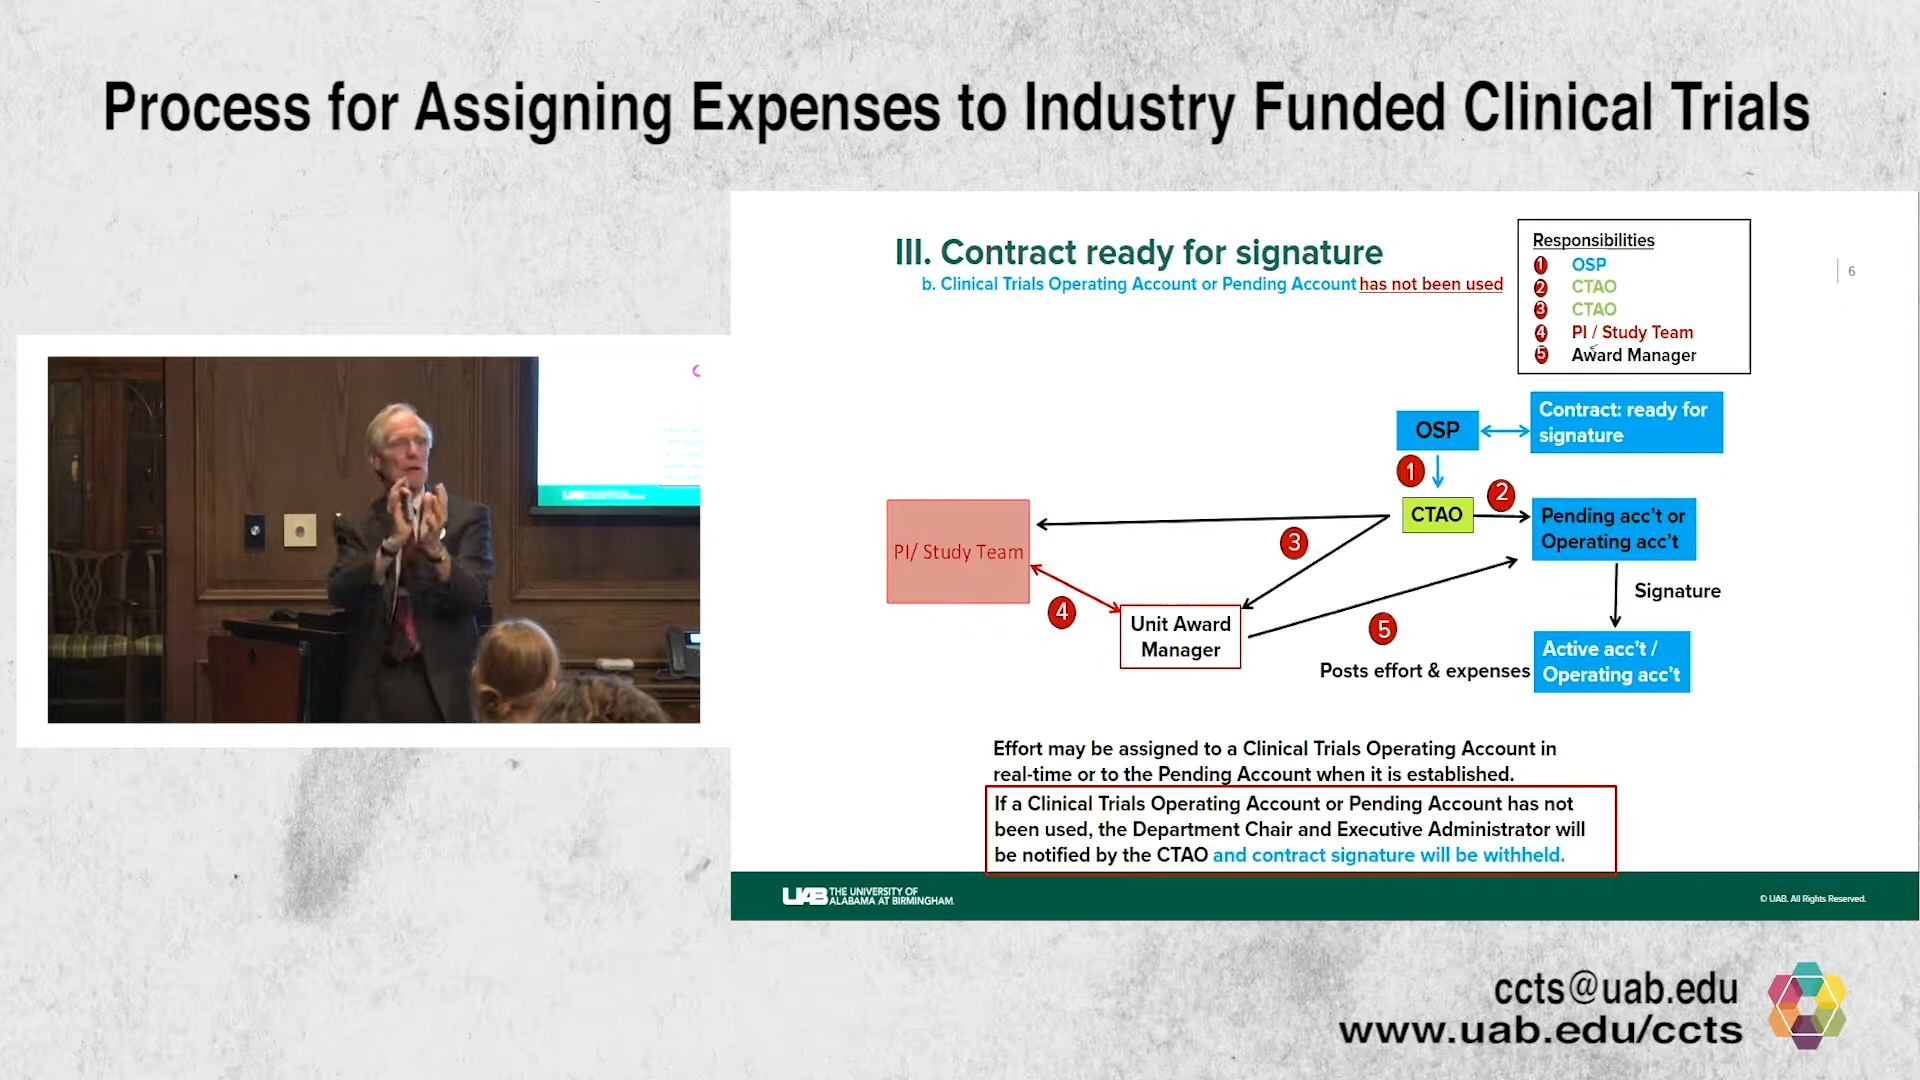 Process for Assigning Expenses to Industry Funded Clinical Trials
III. Contract ready for signature
b. Clinical Trials Operating Account or Pending Account has not been used
Responsibilities
1 OSP
2 CTAO
3 CTAO
4 PI / Study Team
5 Award Manager
6
OSP
Contract: ready for
signature
1
2
CTAO
Pending acc't or
Operating acc't
PI/ Study Team
3
Signature
4
Unit Award
Manager
5
Posts effort & expenses
Active acc't /
Operating acc't
Effort may be assigned to a Clinical Trials Operating Account in
real-time or to the Pending Account when it is established.
If a Clinical Trials Operating Account or Pending Account has not
been used, the Department Chair and Executive Administrator will
be notified by the CTAO and contract signature will be withheld.
UAB THE UNIVERSITY OF
ALABAMA AT BIRMINGHAM.
© UAB. All Rights Reserved.
UAB
ccts@uab.edu
www.uab.edu/ccts